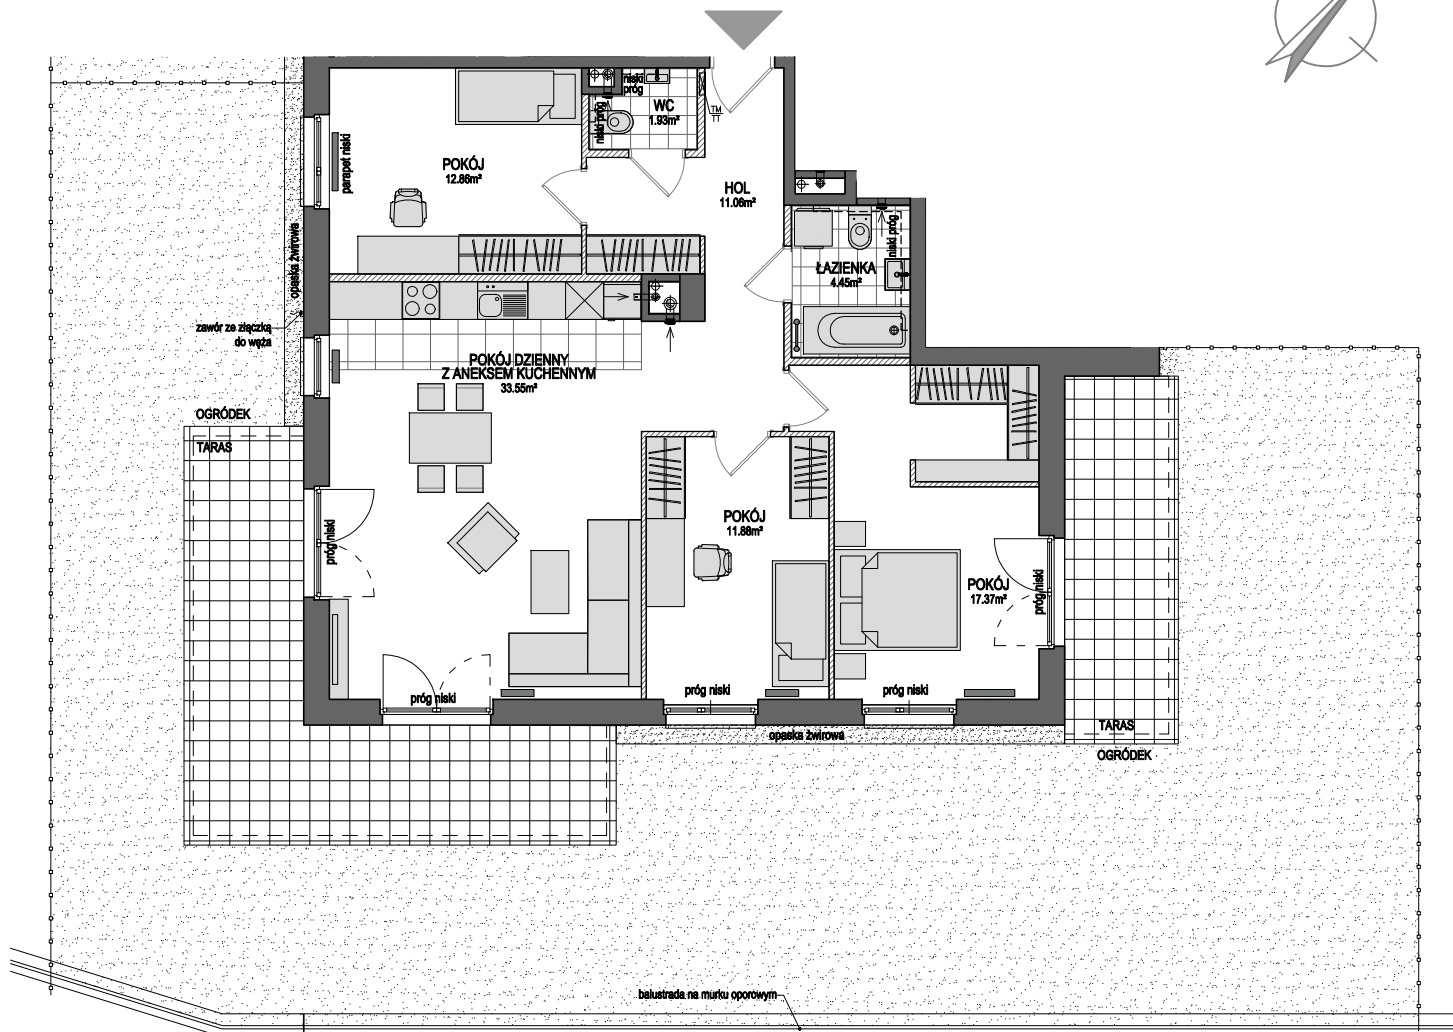 niski
próg
WC
1.93m²
niski próg
TM
TT
POKÓJ
12.86m²
parapet niski
HOL
11.06m²
niski próg
ŁAZIENKA
4.45m²
opaska żwirowa
zawór ze złączką
do węża
POKÓJ DZIENNY
Z ANEKSEM KUCHENNYM
33.55m²
OGRÓDEK
TARAS
próg niski
POKÓJ
11.88m²
POKÓJ
17.37m²
próg niski
próg niski
próg niski
próg niski
opaska żwirowa
TARAS
OGRÓDEK
balustrada na murku oporowym